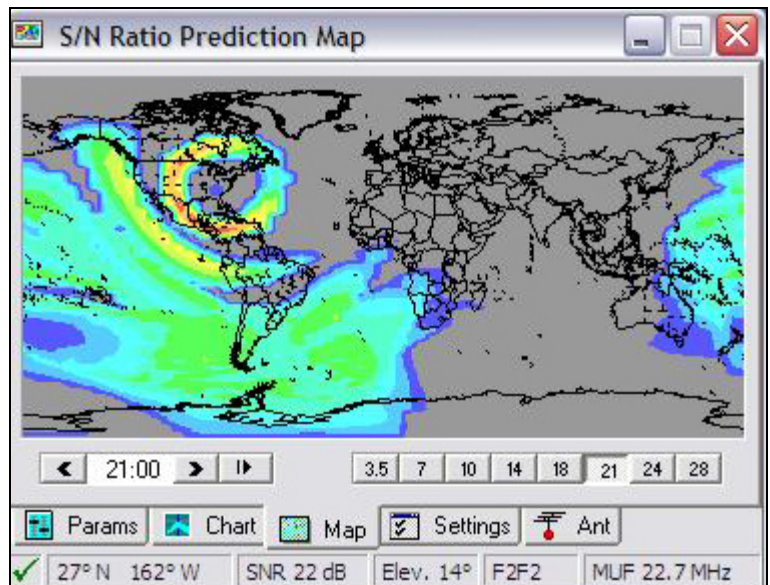 S/N Ratio Prediction Map
21:00 3.5 7 10 14 18 21 24 28
Params Chart Map Settings Ant
27° N 162° W SNR 22 dB Elev. 14° F2F2 MUF 22.7 MHz